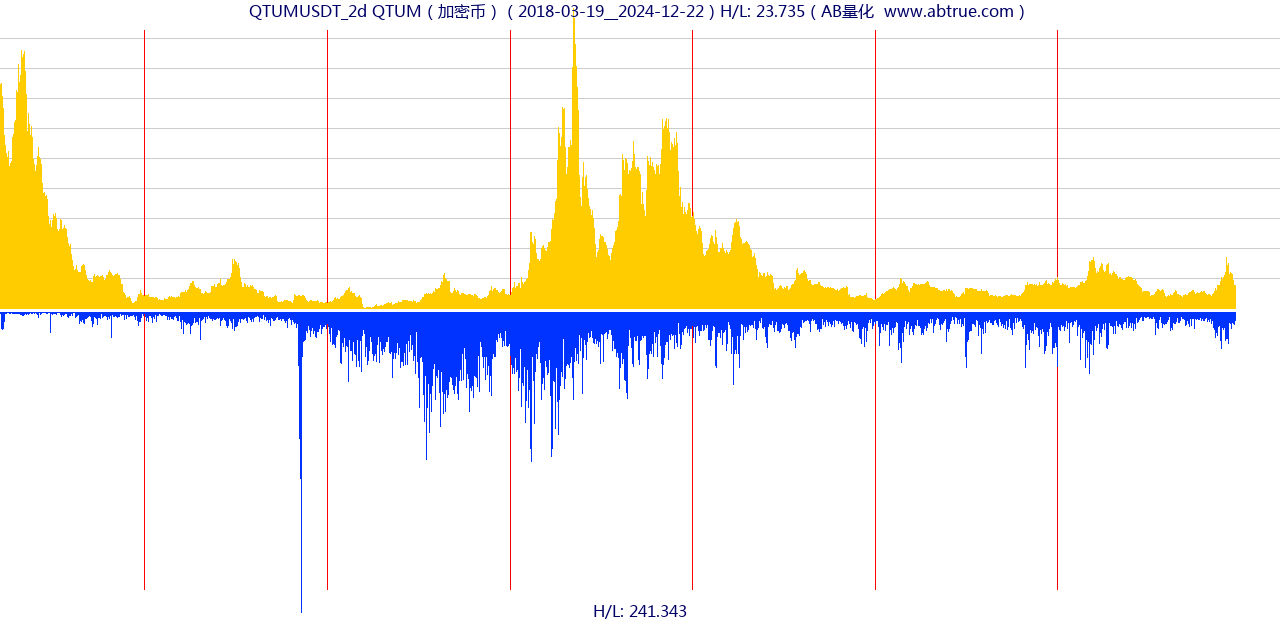 QTUMUSDT_2d QTUM ( 加密币 ) ( 2018-03-19__2024-12-22 ) H/L: 23.735 ( AB量化  www.abtrue.com )
H/L: 241.343